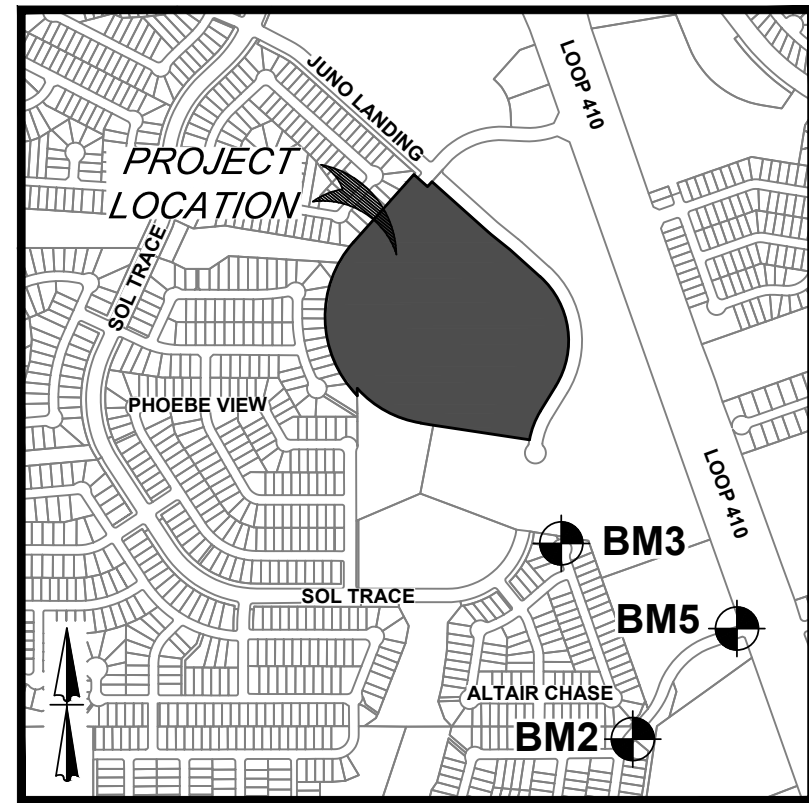 LOOP 410
JUNO LANDING
PROJECT
LOCATION
SOL TRACE
PHOEBE VIEW
LOOP 410
BM3
SOL TRACE
BM5
ALTAIR CHASE
BM2